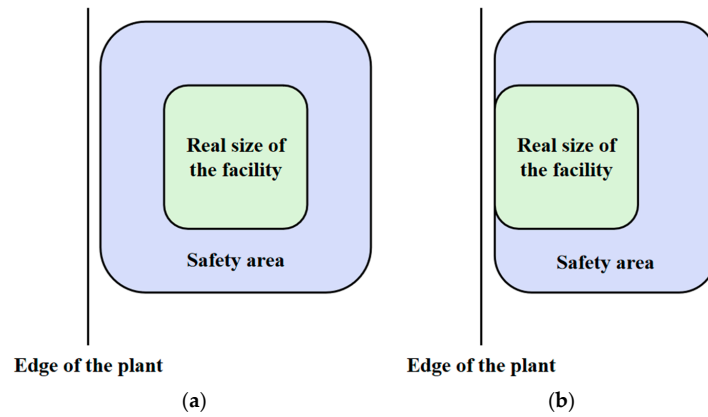 Real size of
the facility
Safety area
Edge of the plant
(a)
Real size of
the facility
Safety area
Edge of the plant
(b)